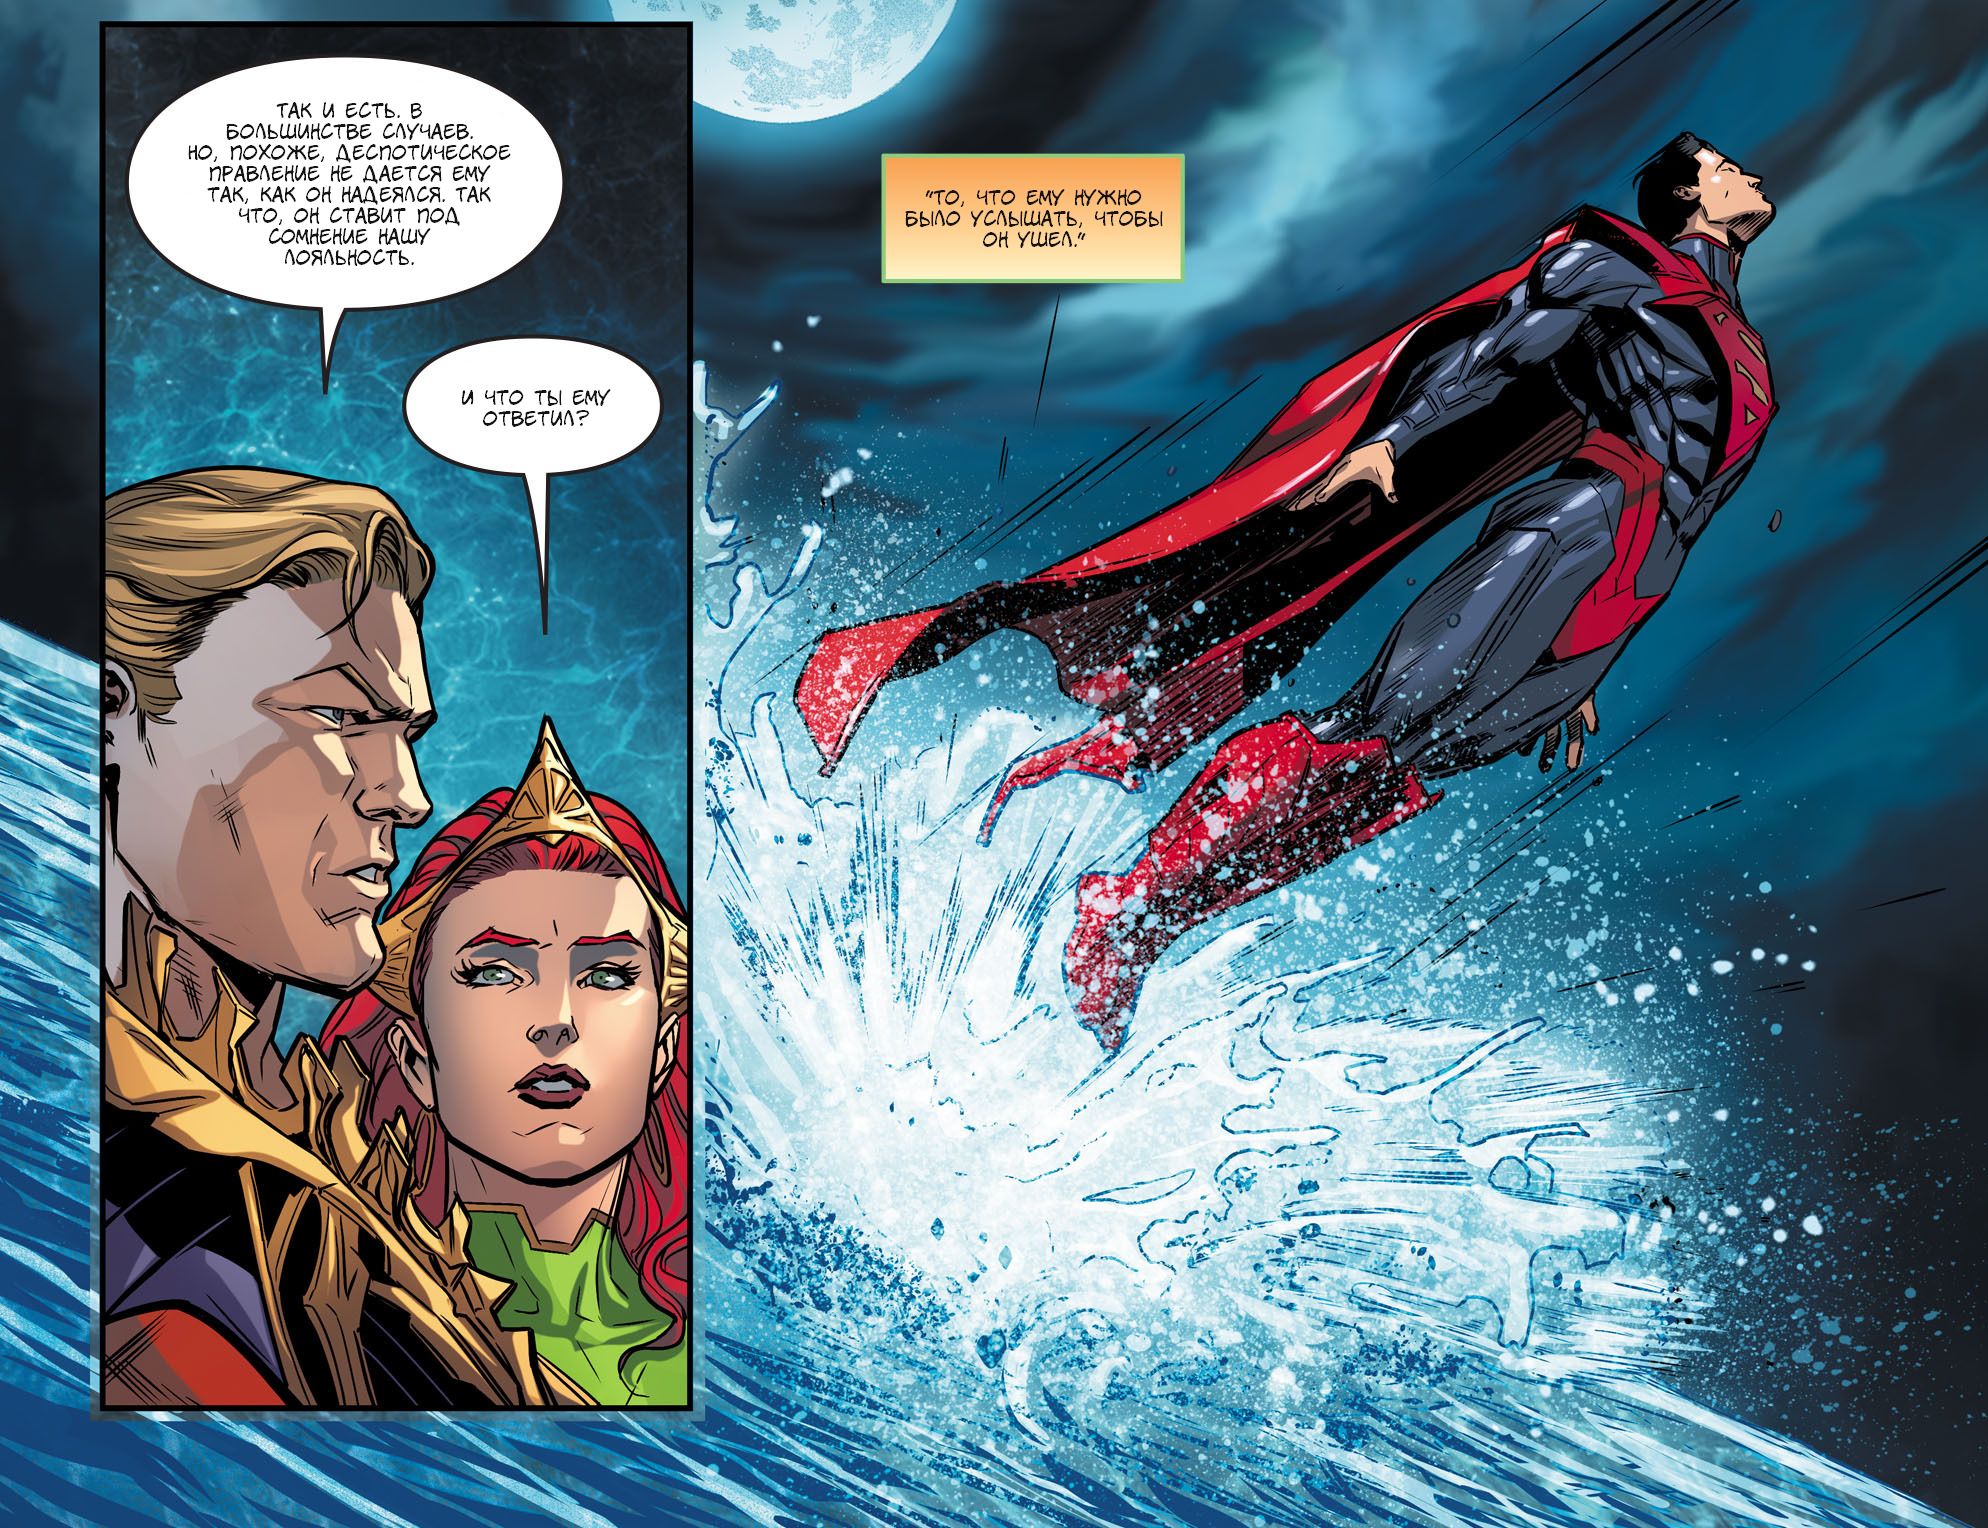 ТАК И ЕСТЬ. В
БОЛЬШИНСТВЕ СЛУЧАЕВ.
НО, ПОХОЖЕ, ДЕСПОТИЧЕСКОЕ
ПРАВЛЕНИЕ НЕ ДАЕТСЯ ЕМУ
ТАК, КАК ОН НАДЕЯЛСЯ. ТАК
ЧТО, ОН СТАВИТ ПОД
СОМНЕНИЕ НАШУ
ЛОЯЛЬНОСТЬ.
И ЧТО ТЫ ЕМУ
ОТВЕТИЛ?
"ТО, ЧТО ЕМУ НУЖНО
БЫЛО УСЛЫШАТЬ, ЧТОБЫ
ОН УШЕЛ."